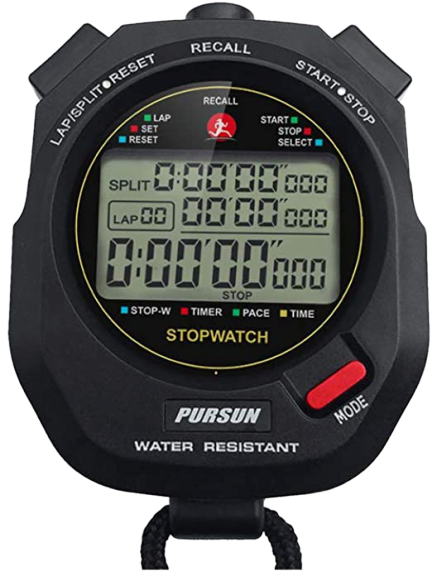 RECALL
LAP/SPLIT●RESET
START●STOP
RECALL
LAP
SET
RESET
START
STOP
SELECT
SPLIT 0:00'00"000
LAP 00 00'00"000
0:00'00"000
STOP
STOP-W TIMER PACE TIME
STOPWATCH
MODE
PURSUN
WATER RESISTANT